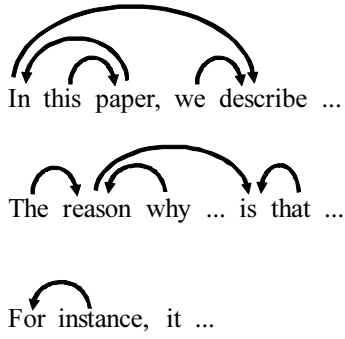 In this paper, we describe ...
The reason why ... is that ...
For instance, it ...